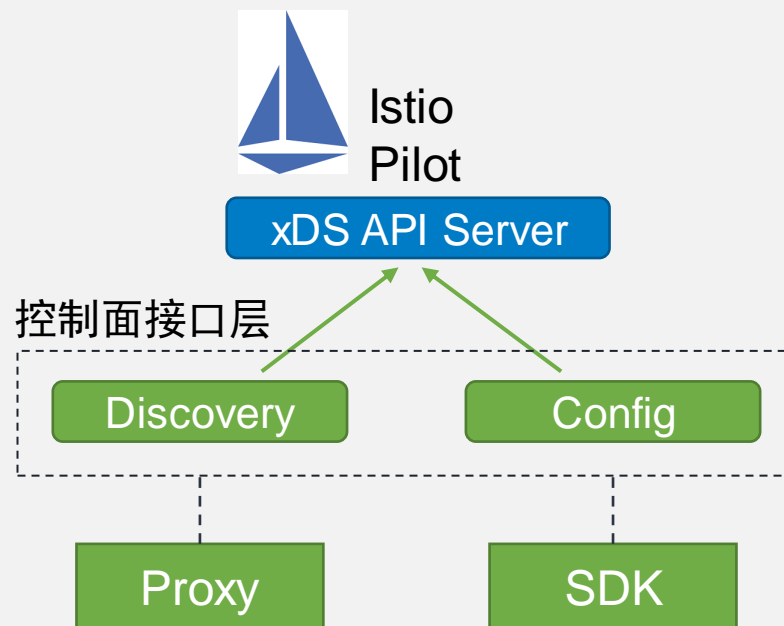 Istio
Pilot
xDS API Server
控制面接口层
Discovery
Config
Proxy
SDK